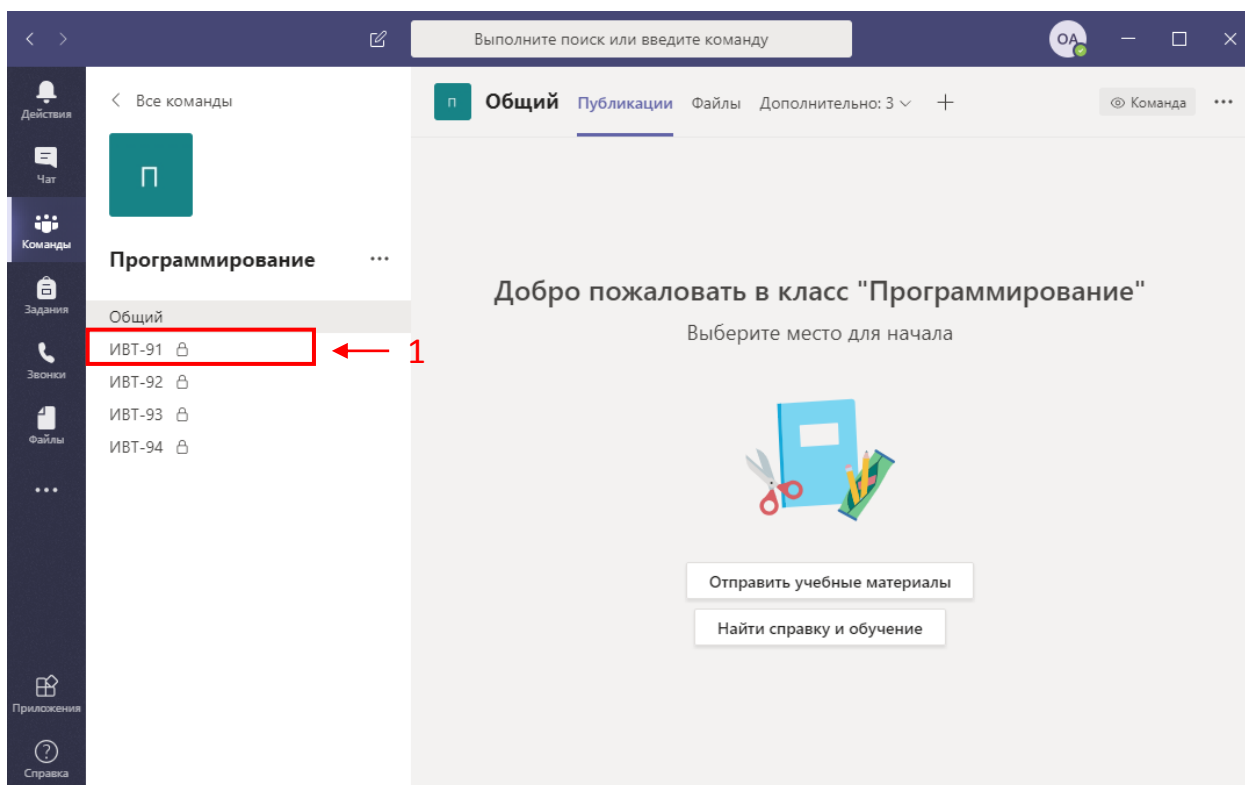 Выполните поиск или введите команду
ОА
Действия
Чат
Команды
Задания
Звонки
Файлы
Приложения
Справка
Все команды
П
Программирование
Общий
ИВТ-91
1
ИВТ-92
ИВТ-93
ИВТ-94
П Общий Публикации Файлы Дополнительно: 3 Команда
Добро пожаловать в класс "Программирование"
Выберите место для начала
Отправить учебные материалы
Найти справку и обучение